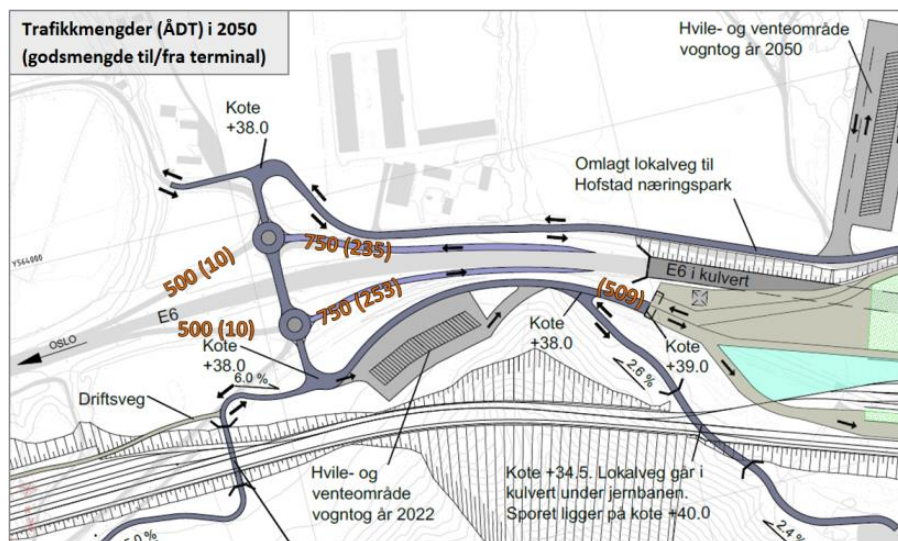 Trafikkmengder (ÅDT) i 2050
(godsmengde til/fra terminal)
Hvile- og venteområde
vogntog år 2050
Kote
+38.0
Omlagt lokalveg til
Hofstad næringspark
Y564000
500 (10)
750 (235)
E6 i kulvert
E6
750 (253)
(509)
500 (10)
OSLO
Kote
+38.0
Kote
+38.0
Kote
+39.0
6.0 %
2.6 %
Driftsveg
Hvile- og
venteområde
vogntog år 2022
Kote +34.5. Lokalveg går i
kulvert under jernbanen.
Sporet ligger på kote +40.0
2.4 %